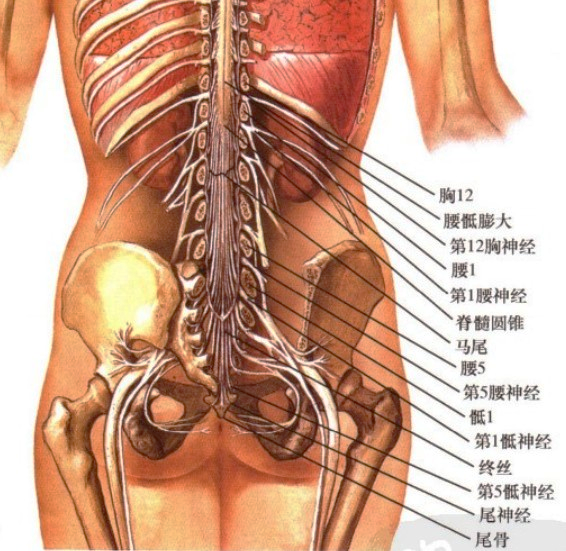 胸12
腰骶膨大
第12胸神经
腰1
第1腰神经
脊髓圆锥
马尾
腰5
第5腰神经
骶1
第1骶神经
终丝
第5骶神经
尾神经
尾骨